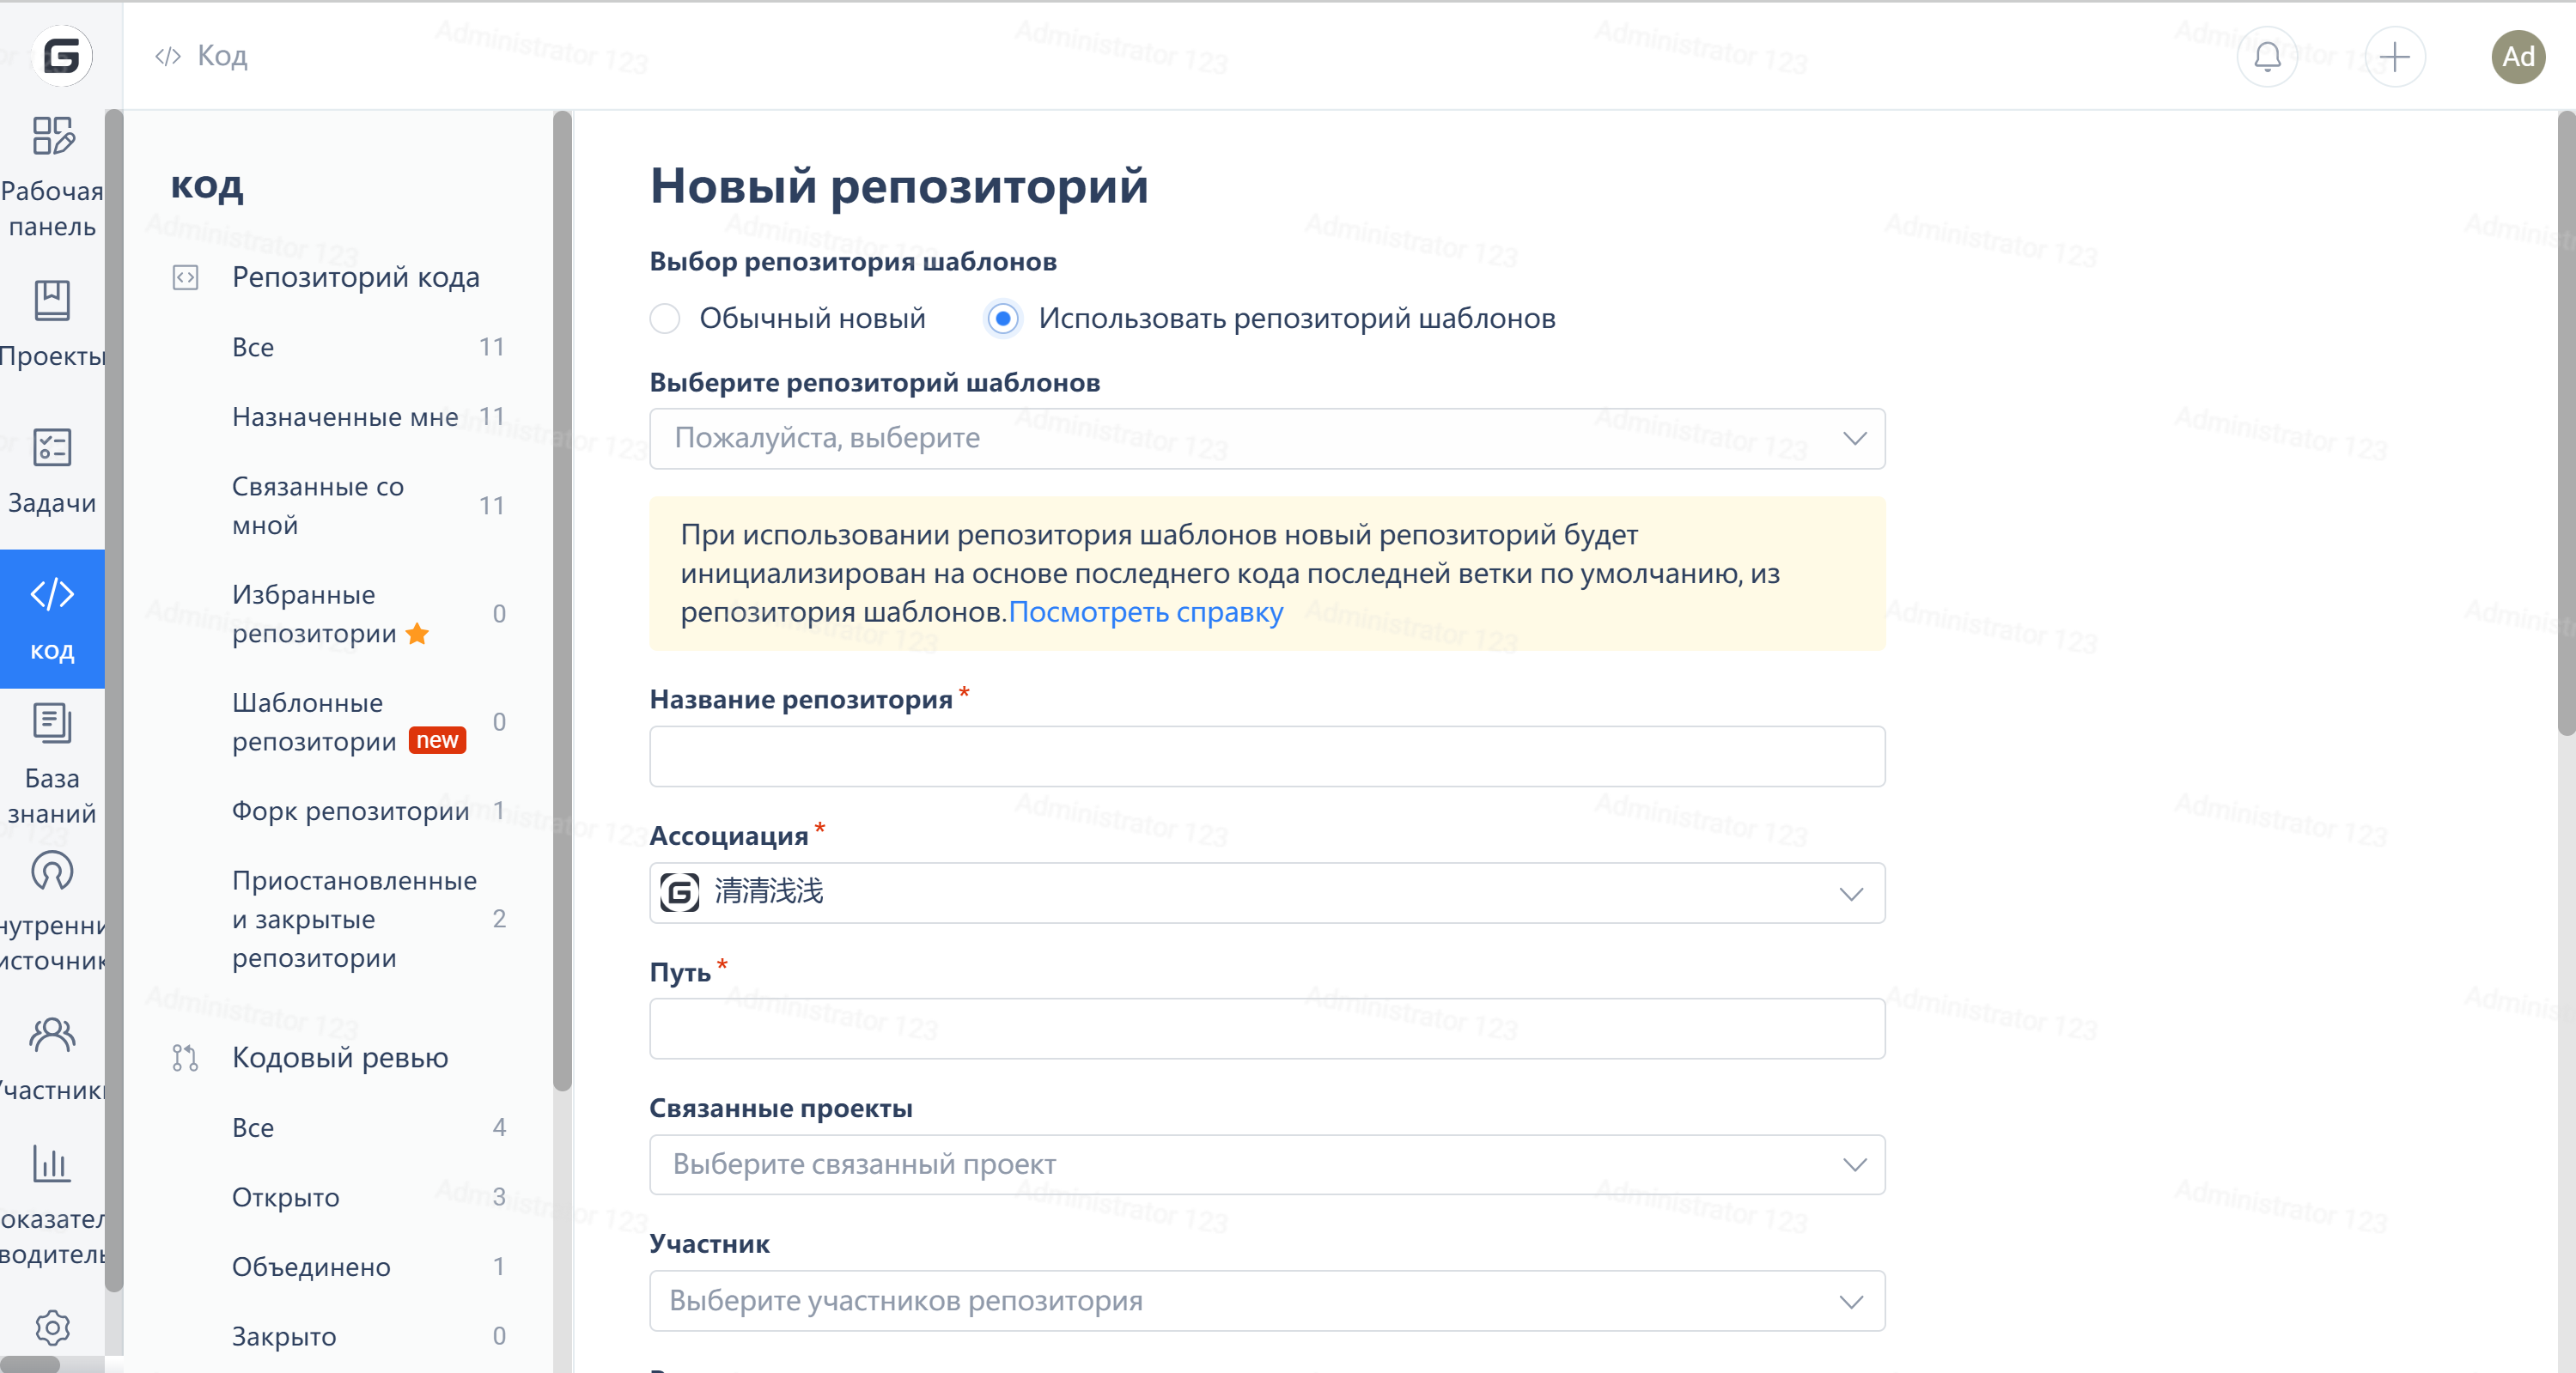 Код
Ad
Рабочая
панель
Проекты
Задачи
код
База
знаний
код
Репозиторий кода
Все 11
Назначенные мне 11
Связанные со
мной 11
Избранные
репозитории 0
Шаблонные
репозитории new 0
Форк репозитории 1
Приостановленные
и закрытые 2
репозитории
Кодовый ревью
Все 4
Открыто 3
Объединено 1
Закрыто 0
Новый репозиторий
Выбор репозитория шаблонов
Обычный новый Использовать репозиторий шаблонов
Выберите репозиторий шаблонов
Пожалуйста, выберите
При использовании репозитория шаблонов новый репозиторий будет
инициализирован на основе последнего кода последней ветки по умолчанию, из
репозитория шаблонов.Посмотреть справку
Название репозитория *
Ассоциация *
清清浅浅
Путь *
Связанные проекты
Выберите связанный проект
Участник
Выберите участников репозитория
Administrator 123